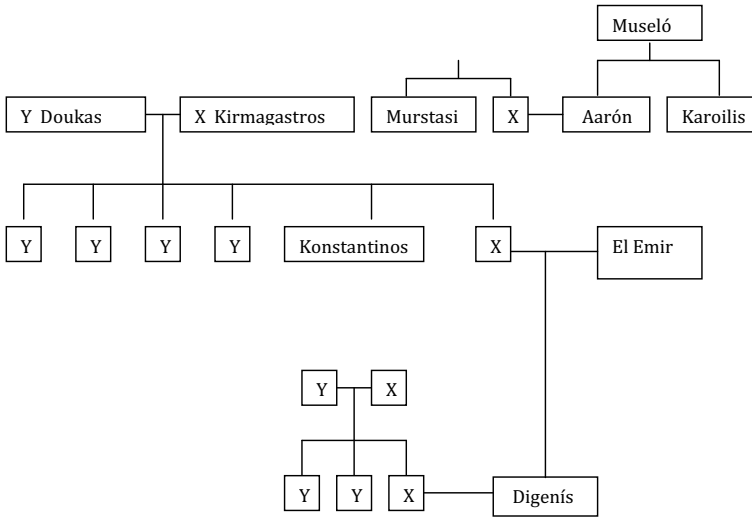 Museló
Y Doukas
X Kirmagastros
Murstasi
X
Aarón
Karoilis
Y
Y
Y
Y
Konstantinos
X
El Emir
Y
X
Y
Y
X
Digenís